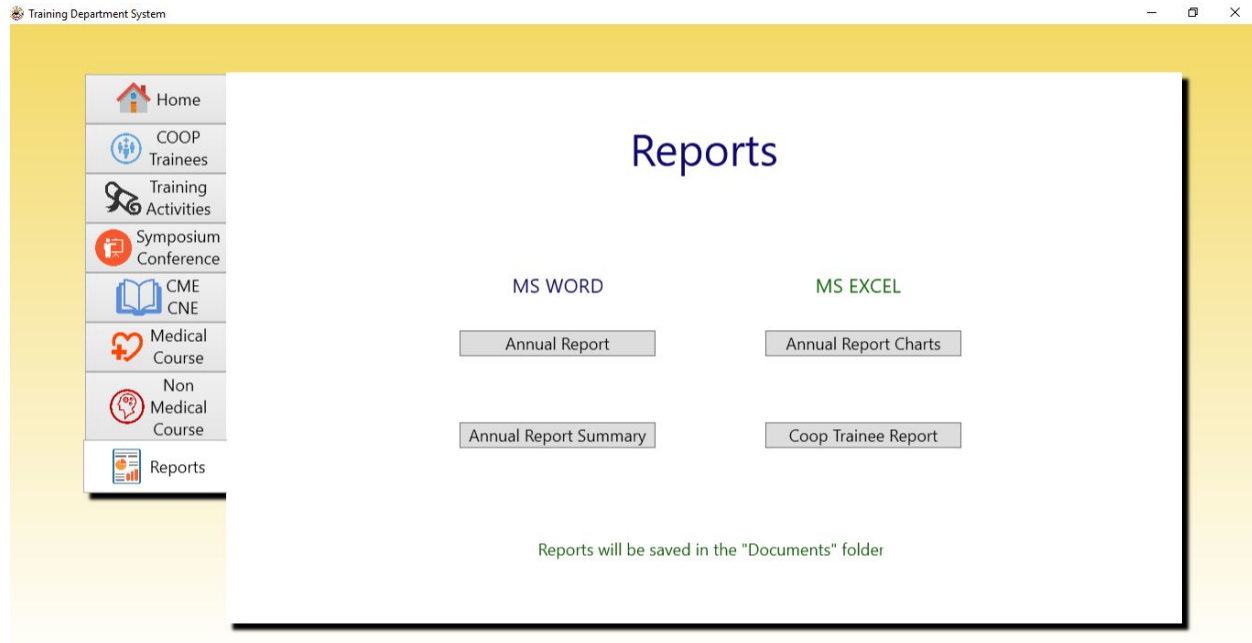 Training Department System
Home
COOP
Trainees
Training
Activities
Symposium
Conference
CME
CNE
Medical
Course
Non
Medical
Course
Reports
Reports
MS WORD
MS EXCEL
Annual Report
Annual Report Charts
Annual Report Summary
Coop Trainee Report
Reports will be saved in the "Documents" folder